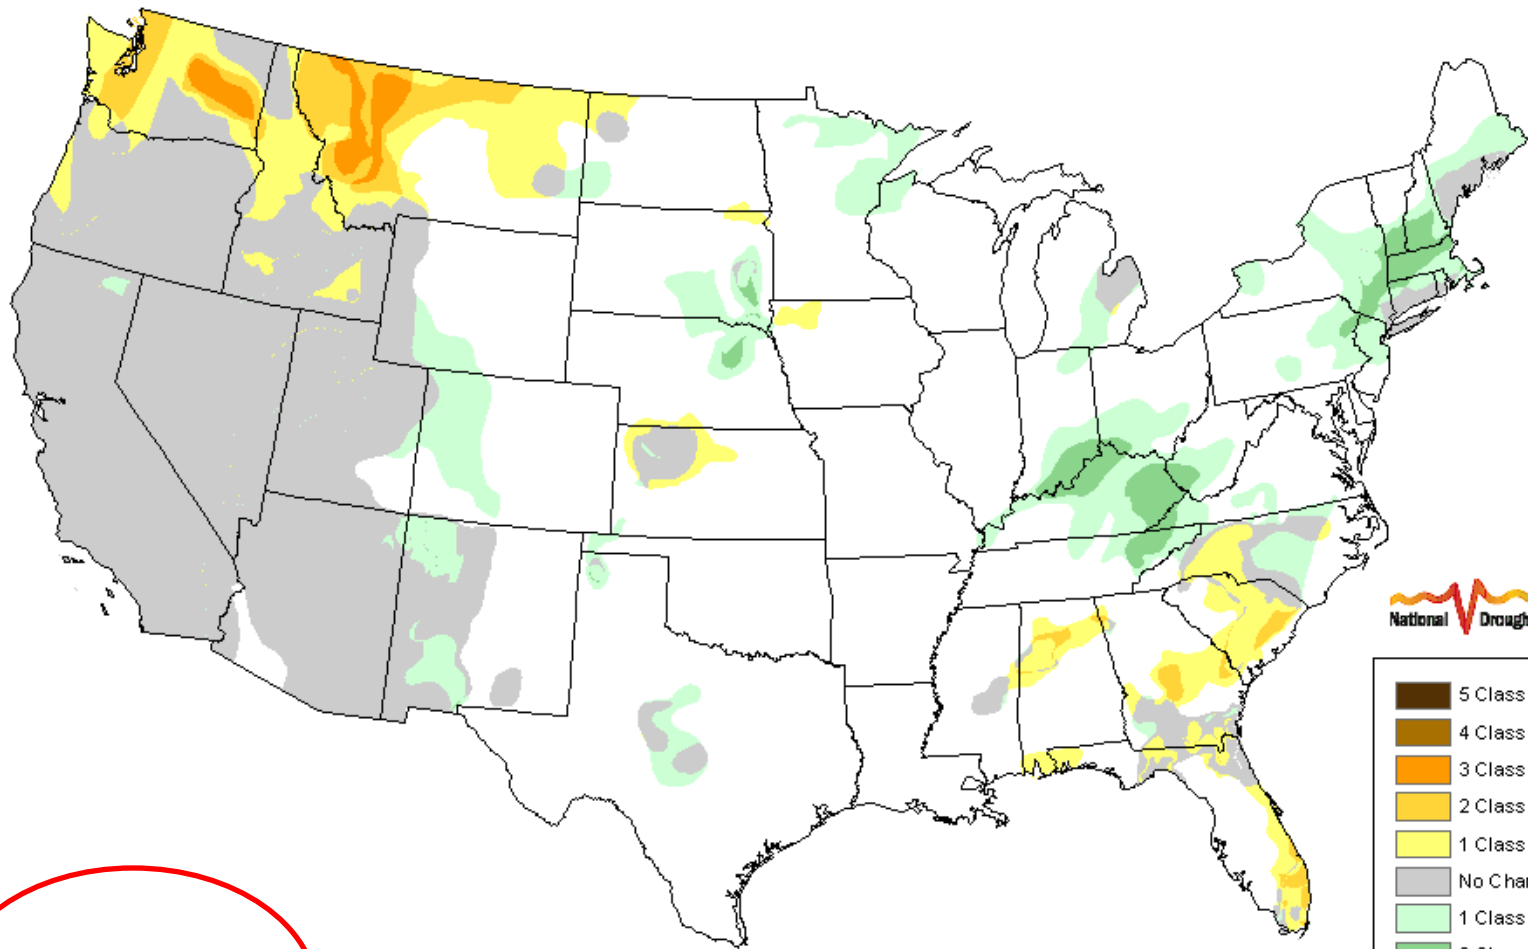 National Drough
5 Class
4 Class
3 Class
2 Class
1 Class
No Char
1 Class